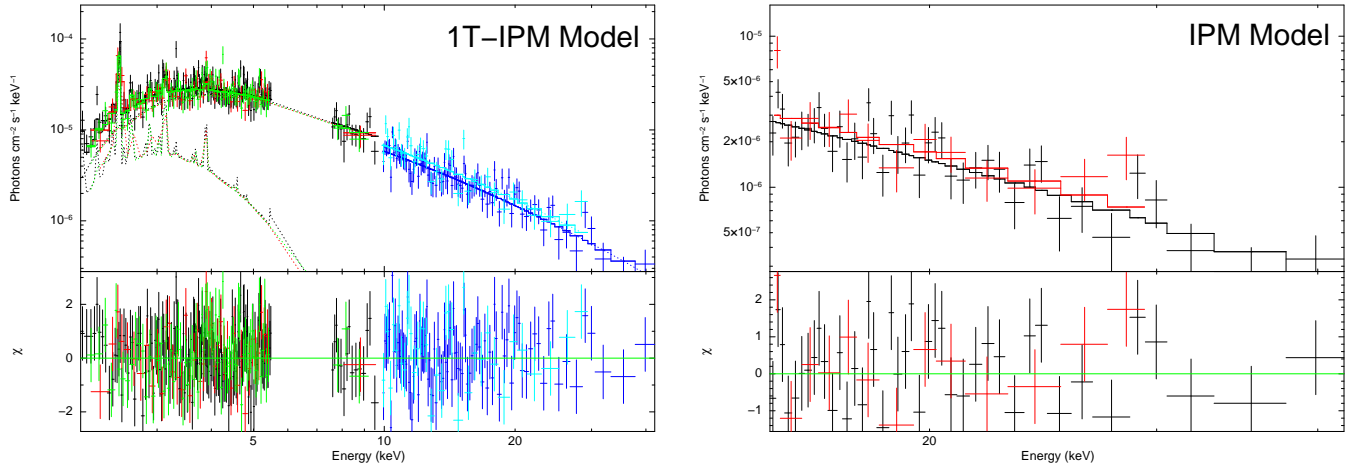 1T−IPM Model
Photons cm⁻² s⁻¹ keV⁻¹
10⁻⁴
10⁻⁵
10⁻⁶
χ
2
0
−2
5
10
20
Energy (keV)
IPM Model
Photons cm⁻² s⁻¹ keV⁻¹
10⁻⁵
5×10⁻⁶
2×10⁻⁶
10⁻⁶
5×10⁻⁷
χ
2
1
0
−1
20
Energy (keV)